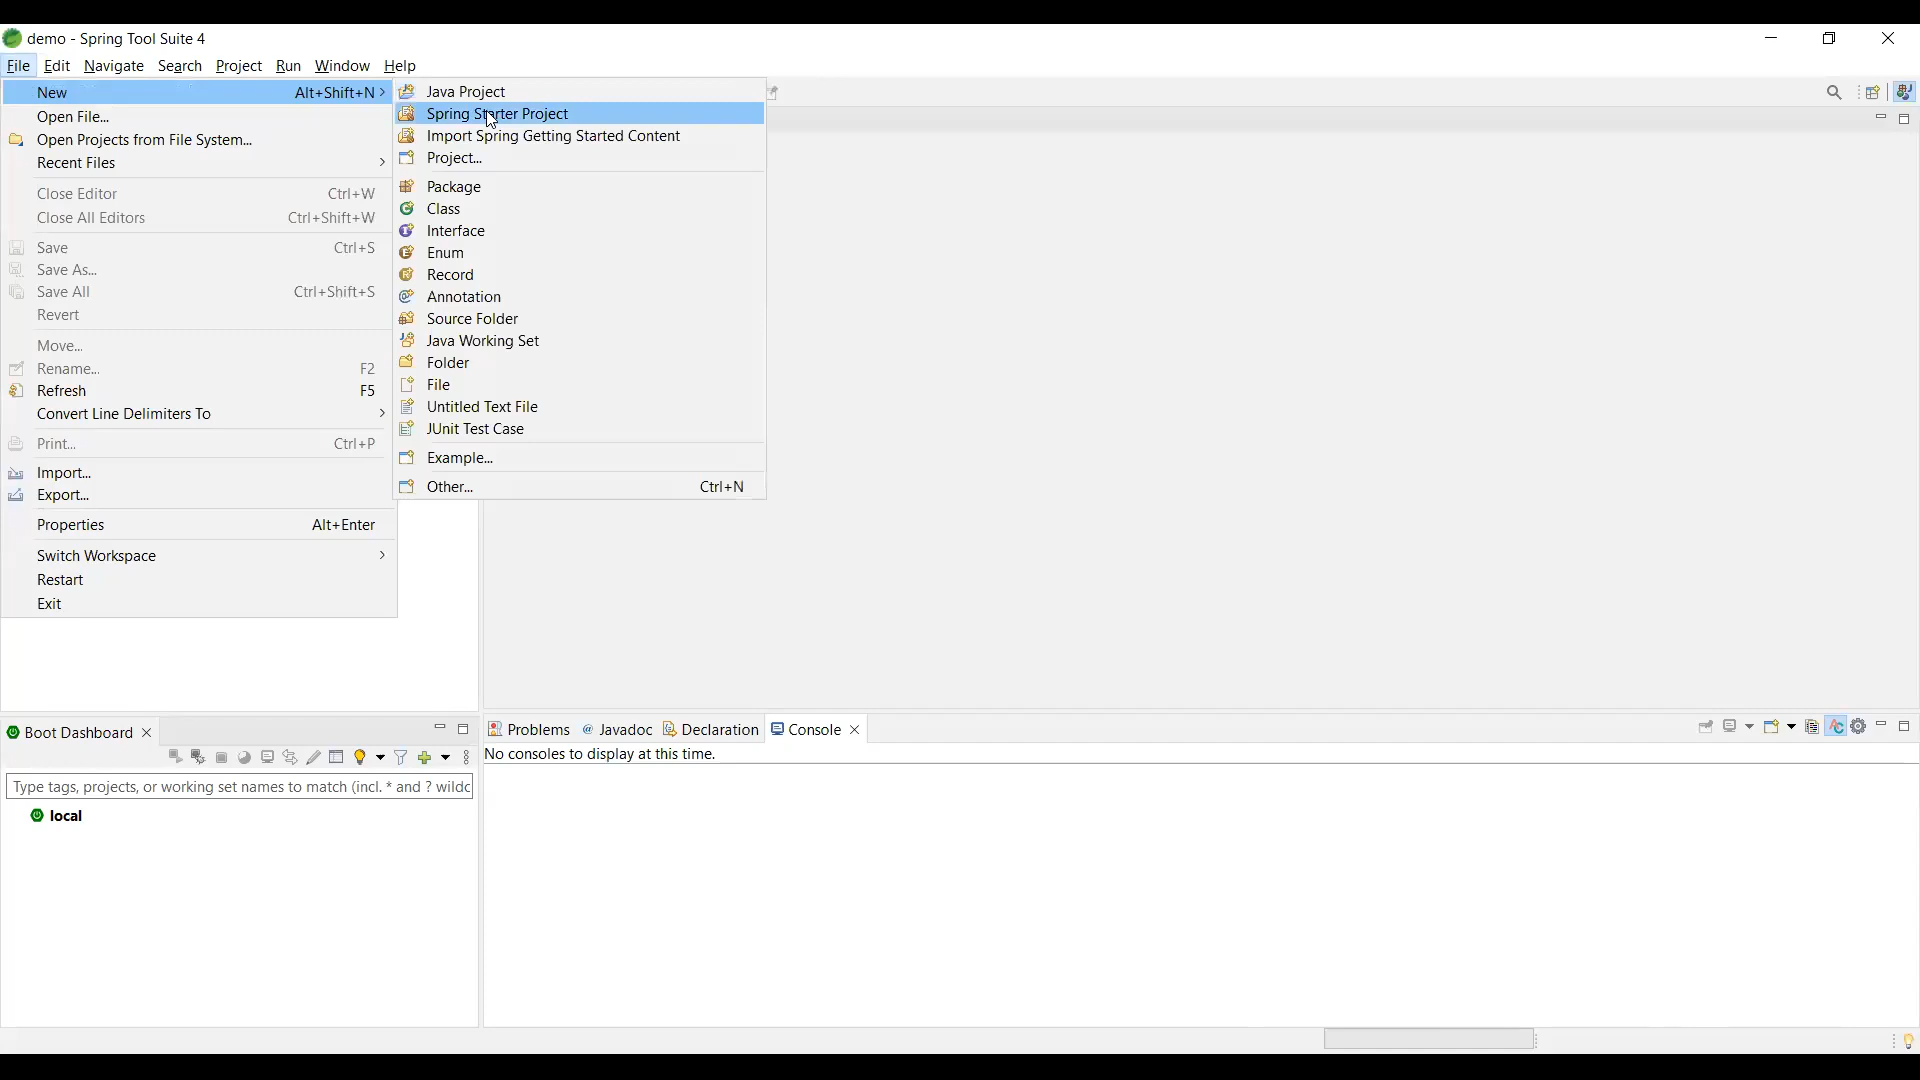 demo - Spring Tool Suite 4
File Edit Navigate Search Project Run Window Help
New Alt+Shift+N >
Open File...
Open Projects from File System...
Recent Files >
Close Editor Ctrl+W
Close All Editors Ctrl+Shift+W
Save Ctrl+S
Save As...
Save All Ctrl+Shift+S
Revert
Move...
Rename... F2
Refresh F5
Convert Line Delimiters To >
Print... Ctrl+P
Import...
Export...
Properties Alt+Enter
Switch Workspace >
Restart
Exit
Java Project
Spring Starter Project
Import Spring Getting Started Content
Project...
Package
Class
Interface
Enum
Record
Annotation
Source Folder
Java Working Set
Folder
File
Untitled Text File
JUnit Test Case
Example...
Other... Ctrl+N
Boot Dashboard
Type tags, projects, or working set names to match (incl. * and ? wildc
local
Problems @ Javadoc Declaration Console
No consoles to display at this time.